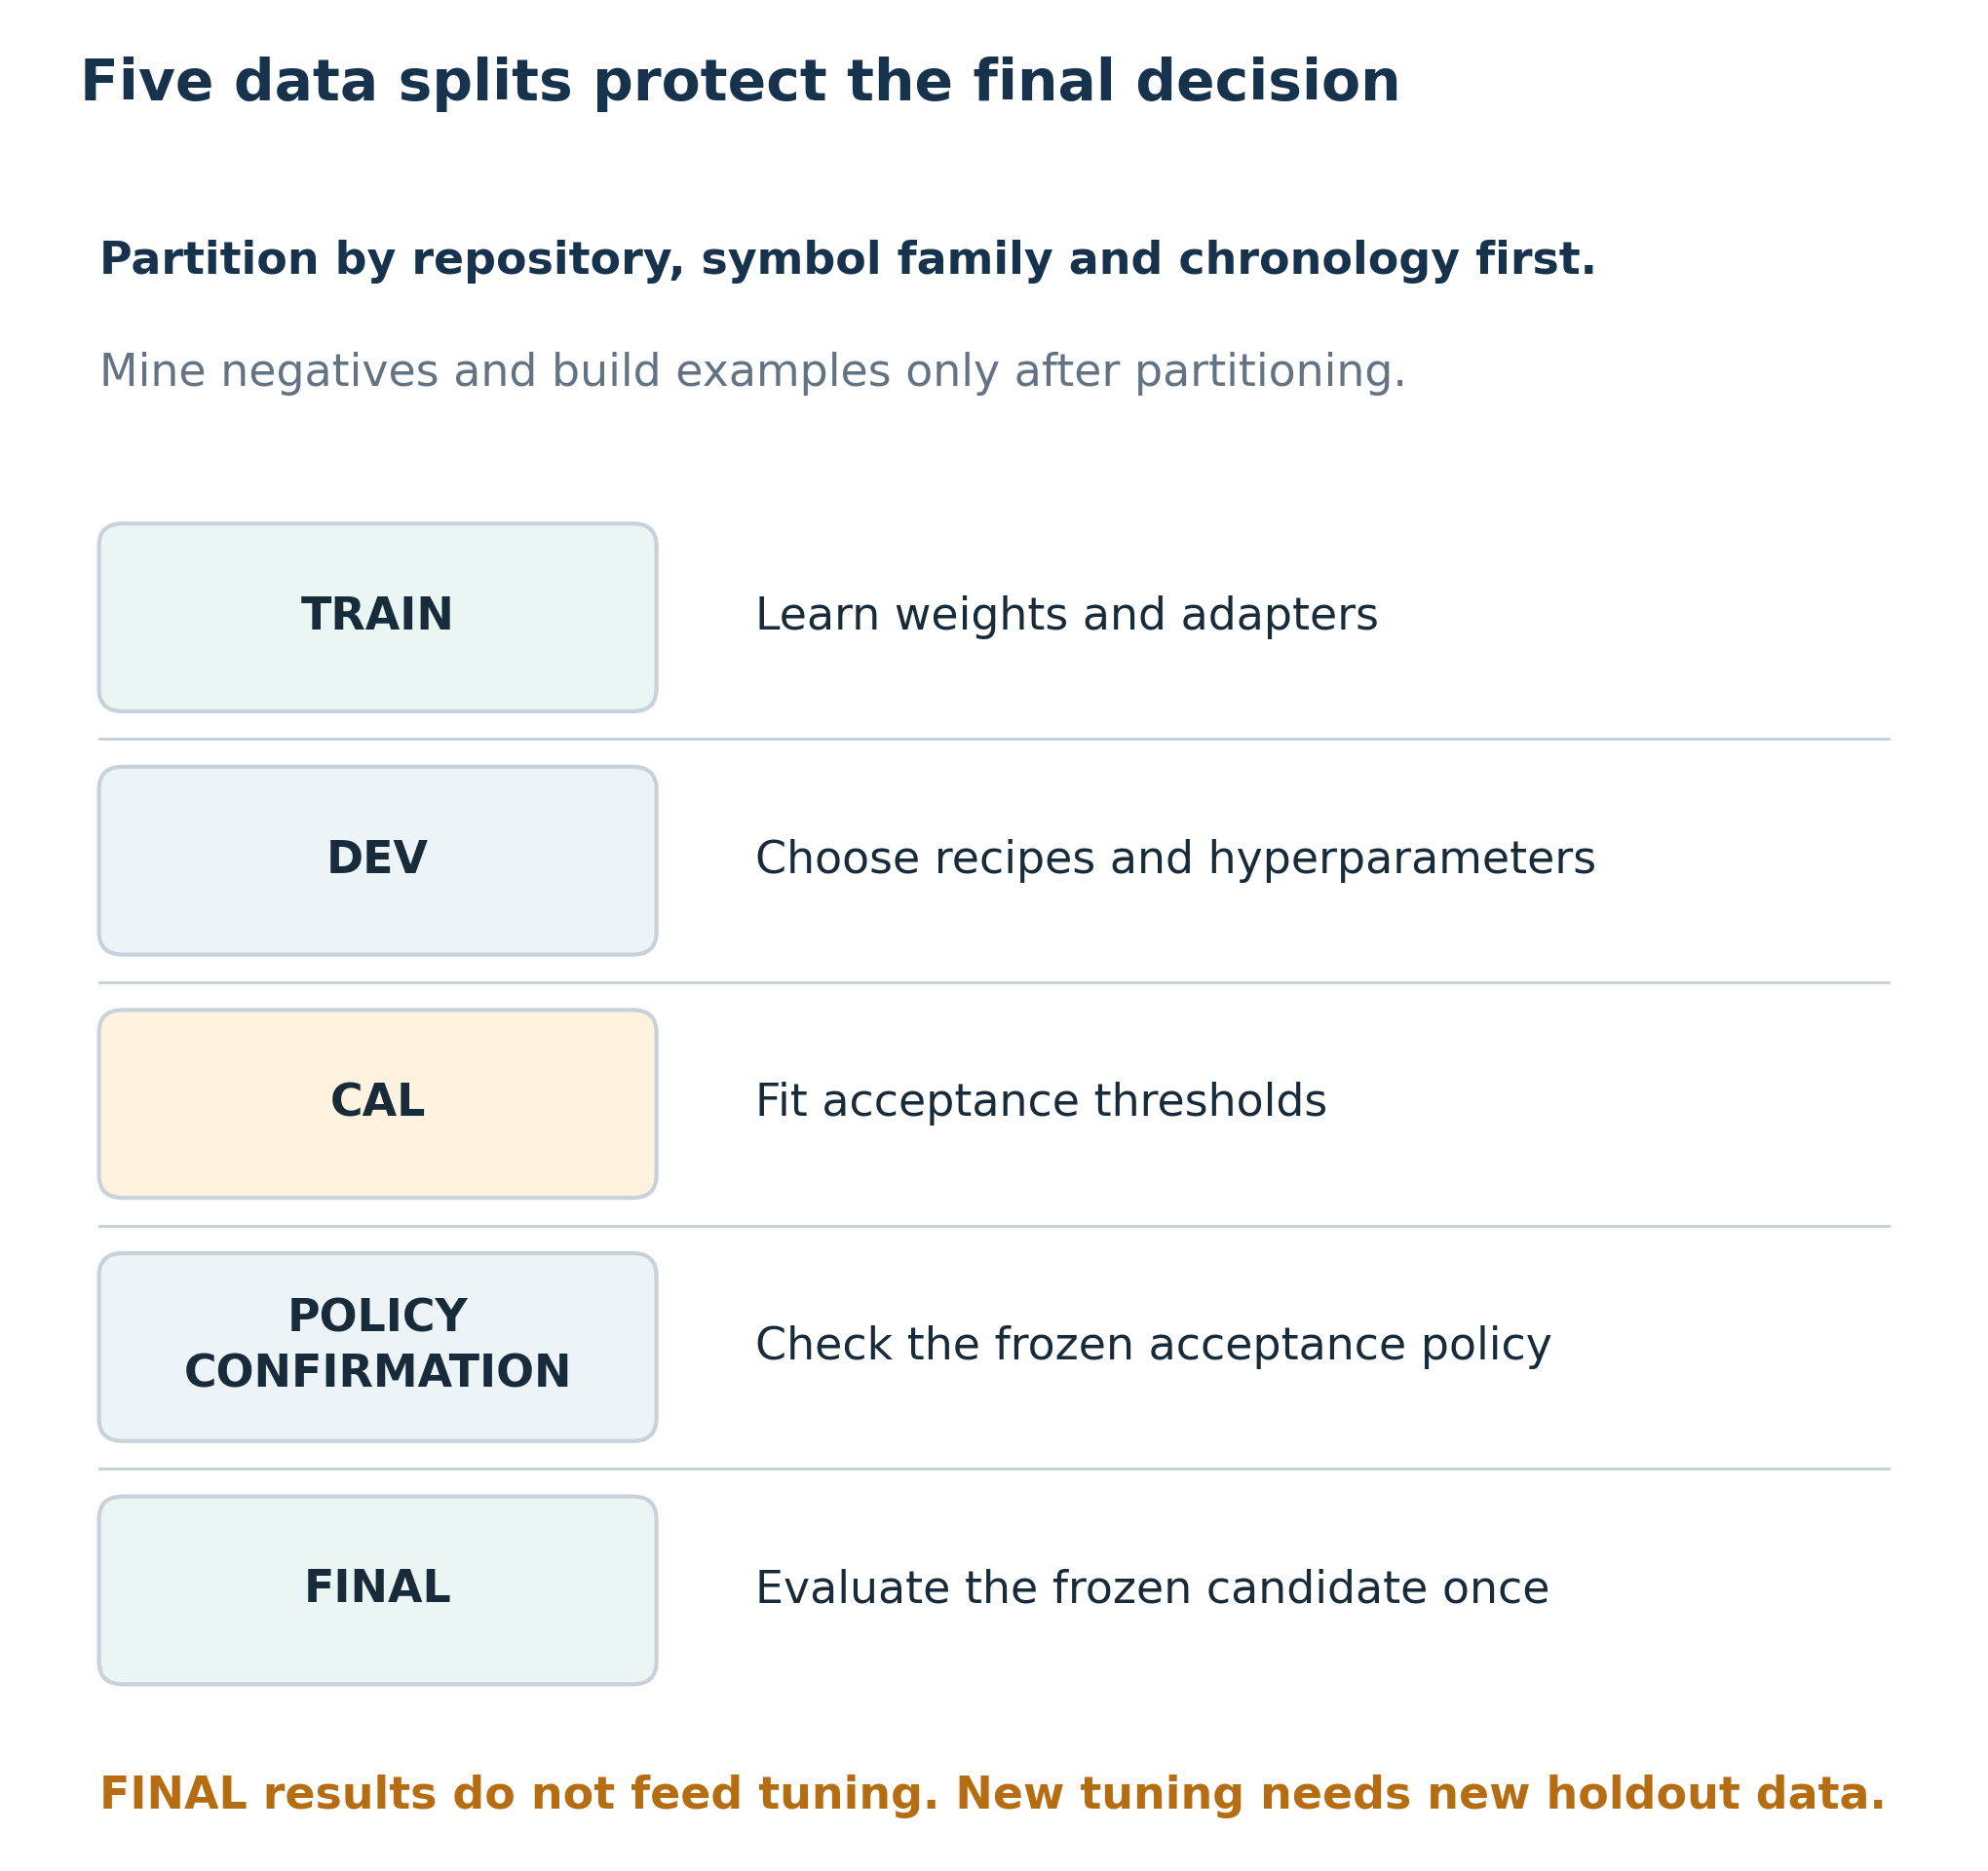 Five data splits protect the final decision
Partition by repository, symbol family and chronology first.
Mine negatives and build examples only after partitioning.
TRAIN
Learn weights and adapters
DEV
Choose recipes and hyperparameters
CAL
Fit acceptance thresholds
POLICY
CONFIRMATION
Check the frozen acceptance policy
FINAL
Evaluate the frozen candidate once
FINAL results do not feed tuning. New tuning needs new holdout data.